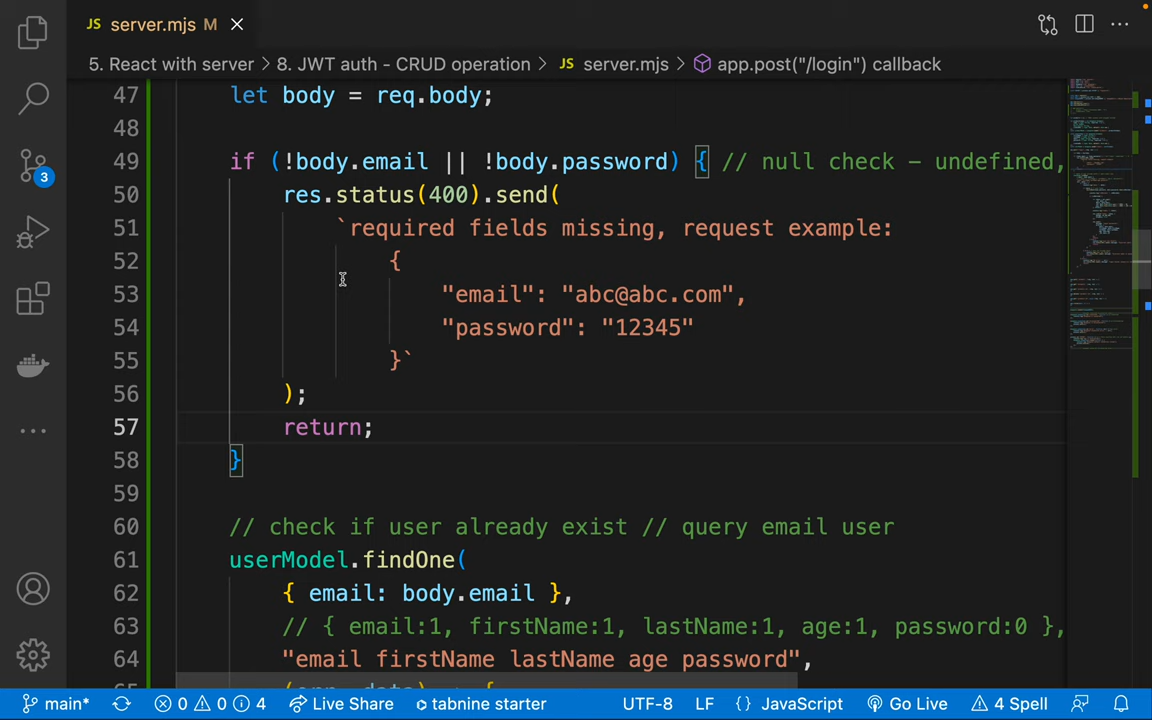 JS server.mjs M
5. React with server > 8. JWT auth - CRUD operation > JS server.mjs > app.post("/login") callback
47 let body = req.body;
48
49 if (!body.email || !body.password) { // null check - undefined,
50 res.status(400).send(
51 `required fields missing, request example:
52 {
53 "email": "abc@abc.com",
54 "password": "12345"
55 }`
56 );
57 return;
58 }
59
60 // check if user already exist // query email user
61 userModel.findOne(
62 { email: body.email },
63 // { email:1, firstName:1, lastName:1, age:1, password:0 },
64 "email firstName lastName age password",
3
main* 0 0 4 Live Share tabnine starter UTF-8 LF {} JavaScript Go Live 4 Spell